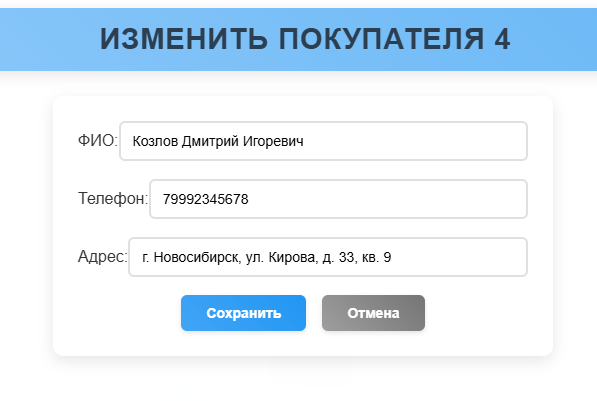 ИЗМЕНИТЬ ПОКУПАТЕЛЯ 4
ФИО: Козлов Дмитрий Игоревич
Телефон: 79992345678
Адрес: г. Новосибирск, ул. Кирова, д. 33, кв. 9
Сохранить Отмена